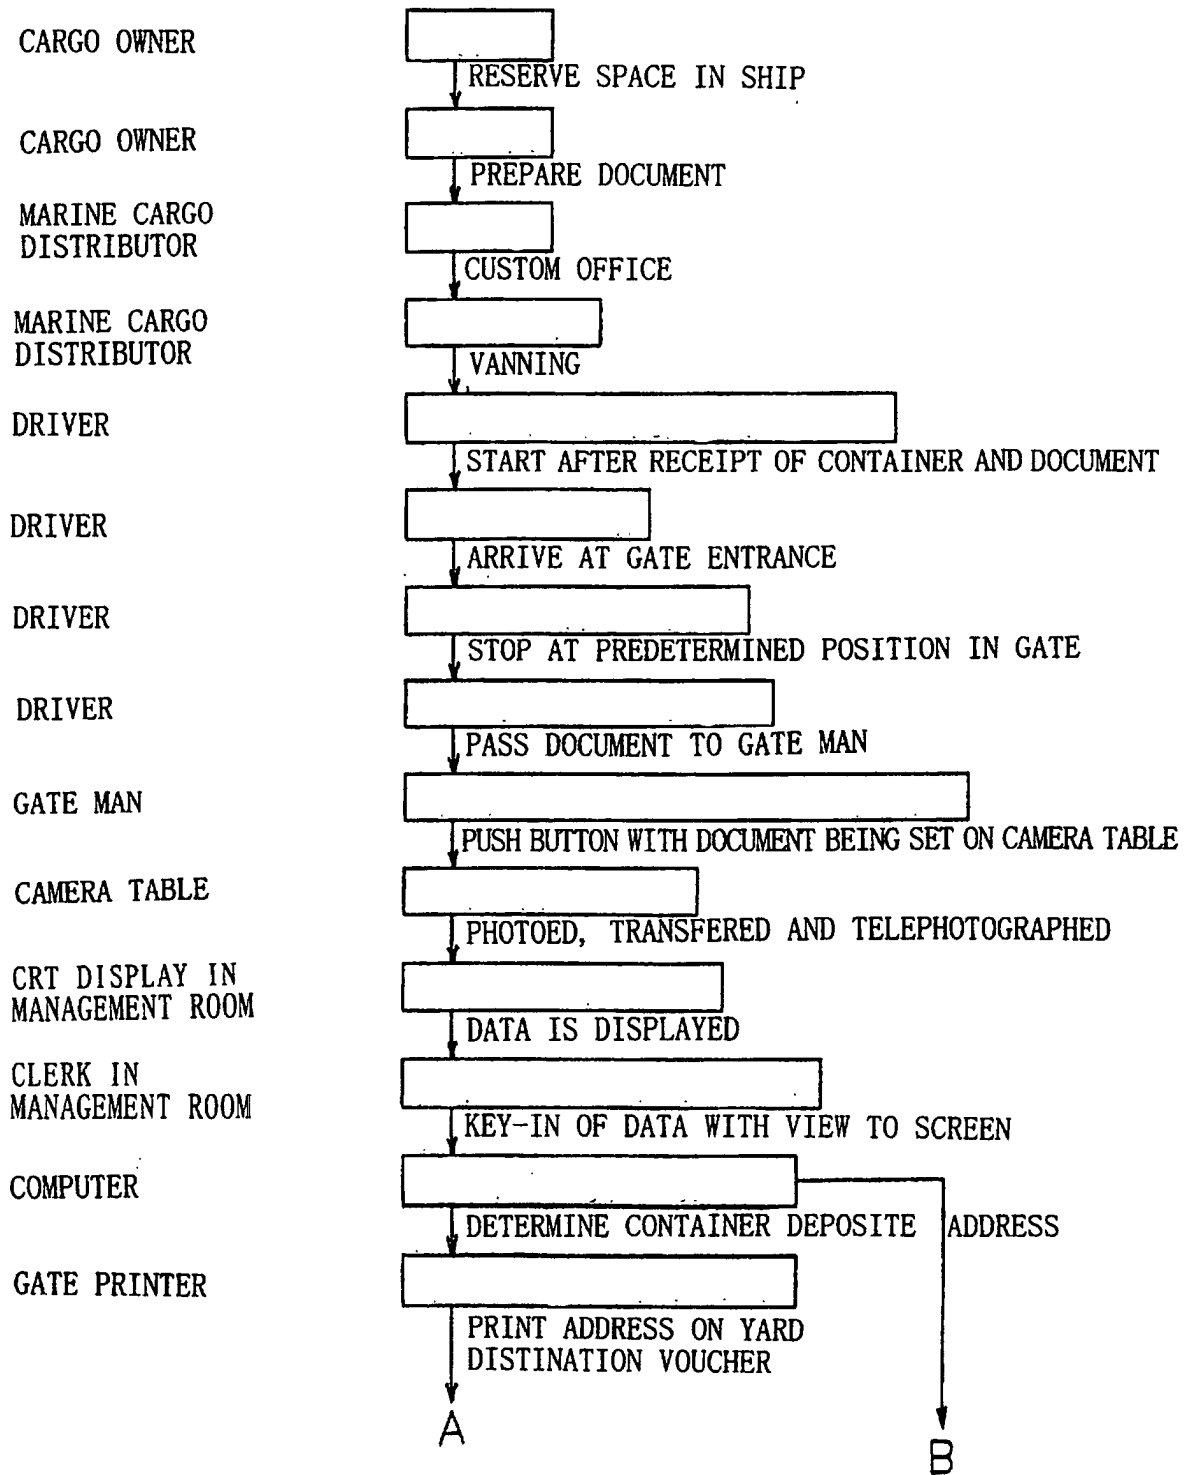 CARGO OWNER
RESERVE SPACE IN SHIP
CARGO OWNER
PREPARE DOCUMENT
MARINE CARGO
DISTRIBUTOR
CUSTOM OFFICE
MARINE CARGO
DISTRIBUTOR
VANNING
DRIVER
START AFTER RECEIPT OF CONTAINER AND DOCUMENT
DRIVER
ARRIVE AT GATE ENTRANCE
DRIVER
STOP AT PREDETERMINED POSITION IN GATE
DRIVER
PASS DOCUMENT TO GATE MAN
GATE MAN
PUSH BUTTON WITH DOCUMENT BEING SET ON CAMERA TABLE
CAMERA TABLE
PHOTOED, TRANSFERED AND TELEPHOTOGRAPHED
CRT DISPLAY IN
MANAGEMENT ROOM
DATA IS DISPLAYED
CLERK IN
MANAGEMENT ROOM
KEY-IN OF DATA WITH VIEW TO SCREEN
COMPUTER
DETERMINE CONTAINER DEPOSITE ADDRESS
GATE PRINTER
PRINT ADDRESS ON YARD
DISTINATION VOUCHER
A
B